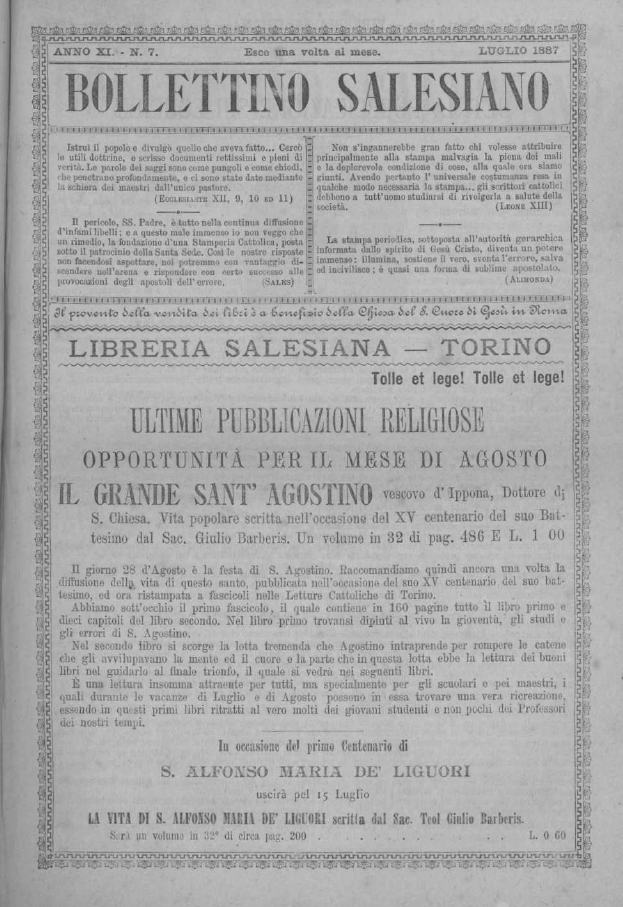 ANNO XI. - N. 7.
Esce una volta al mese.
LUGLIO 1887
BOLLETTINO SALESIANO
Istruì il popolo e divulgò quello che aveva fatto... Cercò
le utili dottrine, e scrisse documenti rettissimi e pieni di
verità. Le parole dei saggi sono come pungoli e come chiodi,
che penetrano profondamente, e ci sono state date mediante
la schiera dei maestri dall'unico pastore.
(ECCLESIASTE XII, 9, 10 ED 11)
Il pericolo, SS. Padre, è tutto nella continua diffusione
d'infami libelli; e a questo male immenso io non veggo che
un rimedio, la fondazione d'una Stamperia Cattolica, posta
sotto il patrocinio della Santa Sede. Così le nostre risposte
non facendosi aspettare, noi potremmo con vantaggio di-
scendere nell'arena e rispondere con certo successo alle
provocazioni degli apostoli dell'errore.
(SALES)
Non s'ingannerebbe gran fatto chi volesse attribuire
principalmente alla stampa malvagia la piena dei mali
e la deplorevole condizione di cose, alla quale ora siamo
giunti. Avendo pertanto l'universale costumanza resa in
qualche modo necessaria la stampa... gli scrittori cattolici
debbono a tutt'uomo studiarsi di rivolgerla a salute della
società.
(LEONE XIII)
La stampa periodica, sottoposta all'autorità gerarchica
informata dallo spirito di Gesù Cristo, diventa un potere
immenso: illumina, sostiene il vero, sventa l'errore, salva
ed incivilisce; è quasi una forma di sublime apostolato.
(ALIMONDA)
Il provento della vendita dei libri è a beneficio della Chiesa del S. Cuore di Gesù in Roma
LIBRERIA SALESIANA — TORINO
Tolle et lege! Tolle et lege!
ULTIME PUBBLICAZIONI RELIGIOSE
OPPORTUNITÀ PER IL MESE DI AGOSTO
IL GRANDE SANT' AGOSTINO vescovo d'Ippona, Dottore di
S. Chiesa. Vita popolare scritta nell'occasione del XV centenario del suo Bat-
tesimo dal Sac. Giulio Barberis. Un volume in 32 di pag. 486 E L. 1 00
Il giorno 28 d'Agosto è la festa di S. Agostino. Raccomandiamo quindi ancora una volta la
diffusione della vita di questo santo, pubblicata nell'occasione del suo XV centenario del suo bat-
tesimo, ed ora ristampata a fascicoli nelle Letture Cattoliche di Torino.
Abbiamo sott'occhio il primo fascicolo, il quale contiene in 160 pagine tutto il libro primo e
dieci capitoli del libro secondo. Nel libro primo trovansi dipinti al vivo la gioventù, gli studi e
gli errori di S. Agostino.
Nel secondo libro si scorge la lotta tremenda che Agostino intraprende per rompere le catene
che gli avvilupavano la mente ed il cuore e la parte che in questa lotta ebbe la lettura dei buoni
libri nel guidarlo al finale trionfo, il quale si vedrà nei seguenti libri.
È una lettura insomma attraente per tutti, ma specialmente per gli scuolari e pei maestri, i
quali durante le vacanze di Luglio e di Agosto possono in essa trovare una vera ricreazione,
essendo in questi primi libri ritratti al vero molti dei giovani studenti e non pochi dei Professori
dei nostri tempi.
In occasione del primo Centenario di
S. ALFONSO MARIA DE' LIGUORI
uscirà pel 15 Luglio
LA VITA DI S. ALFONSO MARIA DE' LIGUORI scritta dal Sac. Teol Giulio Barberis.
Sarà un volume in 32° di circa pag. 200 . . . . . . . . L. 0 60